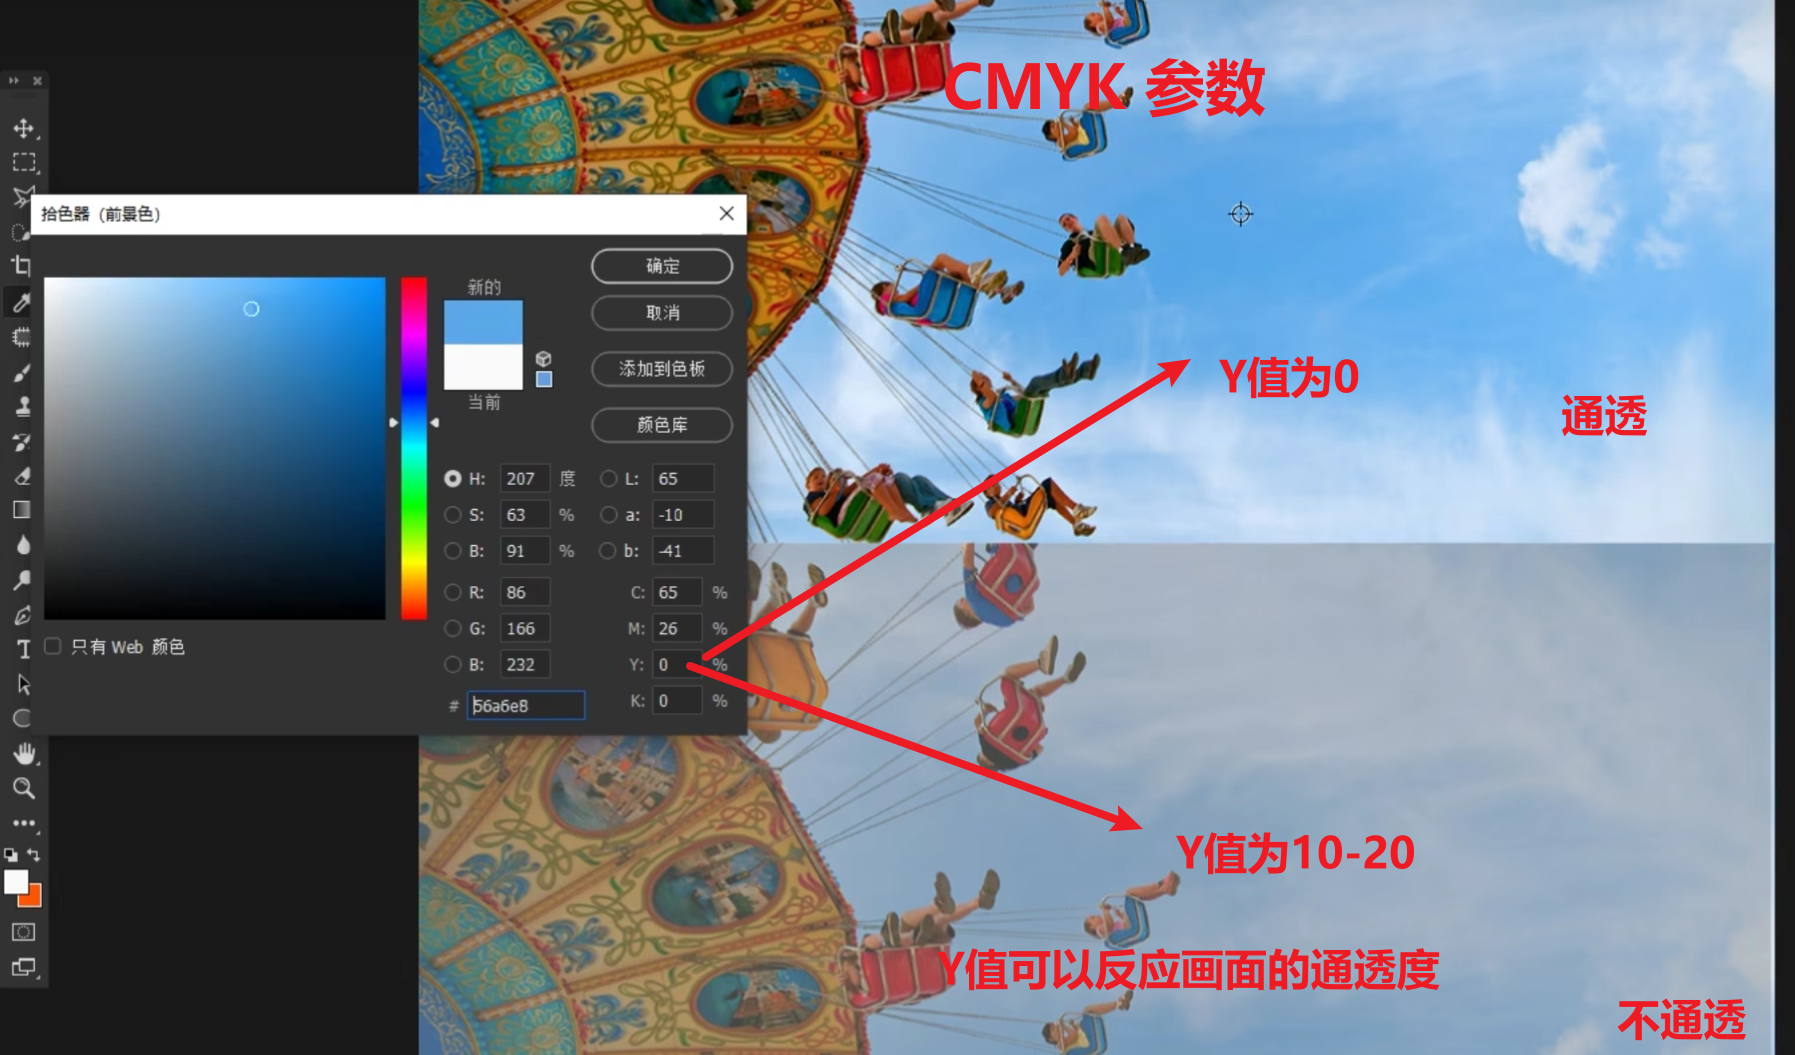 CMYK 参数
拾色器 (前景色)
新的
当前
确定
取消
添加到色板
颜色库
H: 207 度
S: 63 %
B: 91 %
R: 86
G: 166
B: 232
# 56a6e8
L: 65
a: -10
b: -41
C: 65 %
M: 26 %
Y: 0 %
K: 0 %
只有 Web 颜色
Y值为0
通透
Y值为10-20
Y值可以反应画面的通透度
不通透